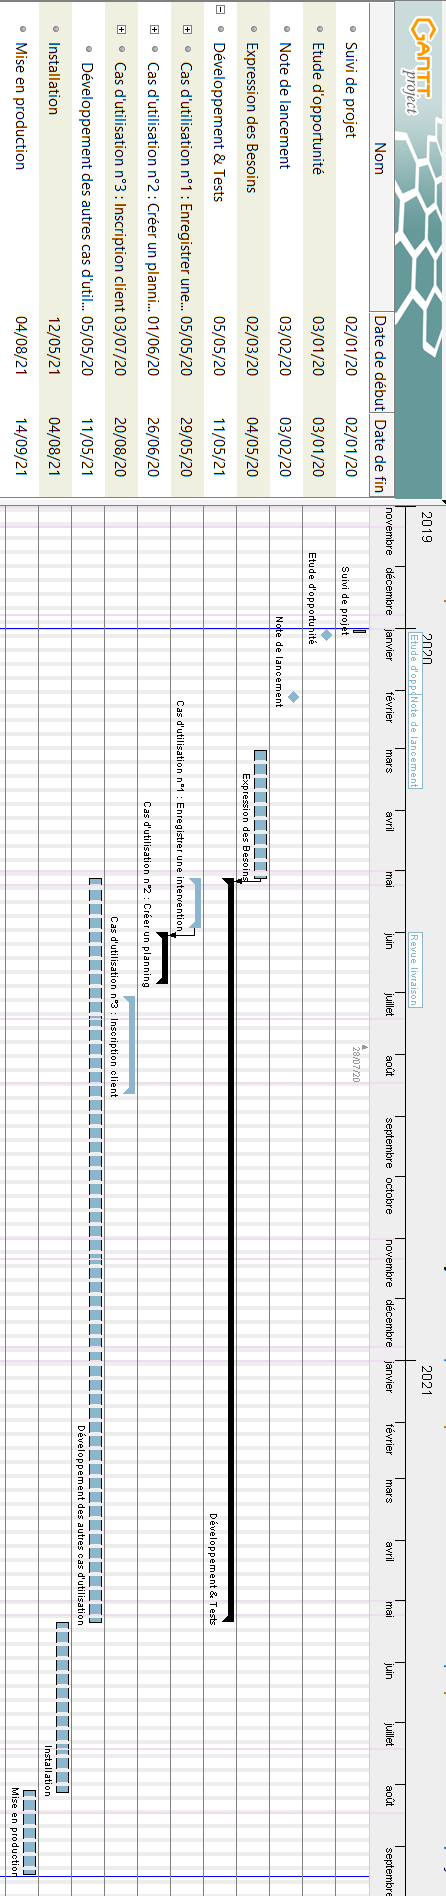 GANTT
project
Nom Date de début Date de fin
Suivi de projet 02/01/20 02/01/20
Etude d'opportunité 03/01/20 03/01/20
Note de lancement 03/02/20 03/02/20
Expression des Besoins 02/03/20 04/05/20
Développement & Tests 05/05/20 11/05/21
Cas d'utilisation n°1 : Enregistrer une... 05/05/20 29/05/20
Cas d'utilisation n°2 : Créer un planni... 01/06/20 26/06/20
Cas d'utilisation n°3 : Inscription client 03/07/20 20/08/20
Développement des autres cas d'util... 05/05/20 11/05/21
Installation 12/05/21 04/08/21
Mise en production 04/08/21 14/09/21
2019 2020 2021
Etude d'oppo Note de lancement Revue livraison
novembre décembre janvier février mars avril mai juin juillet août septembre octobre novembre décembre janvier février mars avril mai juin juillet août septembre
28/07/20
Suivi de projet
Etude d'opportunité
Note de lancement
Expression des Besoins
Développement & Tests
Cas d'utilisation n°1 : Enregistrer une intervention
Cas d'utilisation n°2 : Créer un planning
Cas d'utilisation n°3 : Inscription client
Développement des autres cas d'utilisation
Installation
Mise en production